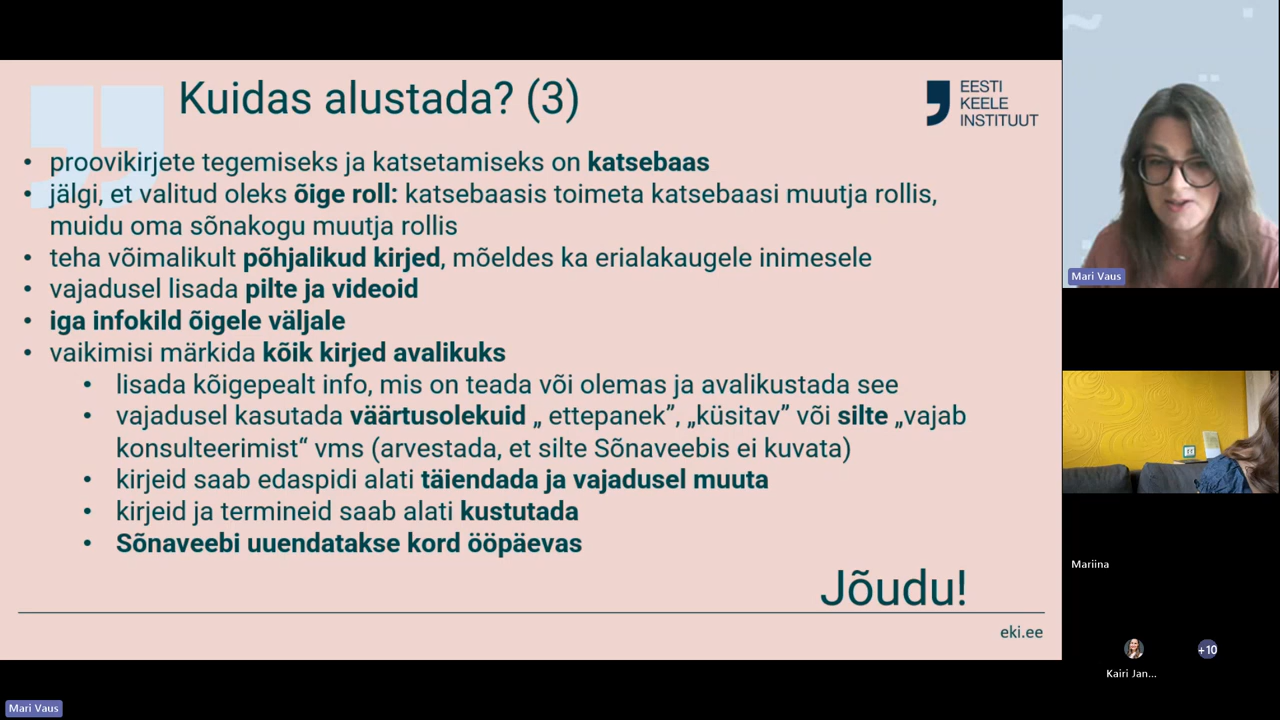 Kuidas alustada? (3)
EESTI
KEELE
INSTITUUT
• proovikirjete tegemiseks ja katsetamiseks on katsebaas
• jälgi, et valitud oleks õige roll: katsebaasis toimeta katsebaasi muutja rollis,
muidu oma sõnakogu muutja rollis
• teha võimalikult põhjalikud kirjed, mõeldes ka erialakaugele inimesele
• vajadusel lisada pilte ja videoid
• iga infokild õigele väljale
• vaikimisi märkida kõik kirjed avalikuks
• lisada kõigepealt info, mis on teada või olemas ja avalikustada see
• vajadusel kasutada väärtusolekuid „ ettepanek”, „küsitav” või silte „vajab
konsulteerimist“ vms (arvestada, et silte Sõnaveebis ei kuvata)
• kirjeid saab edaspidi alati täiendada ja vajadusel muuta
• kirjeid ja termineid saab alati kustutada
• Sõnaveebi uuendatakse kord ööpäevas
Jõudu!
eki.ee
Mari Vaus
Mari Vaus
Mariina
Kairi Jan...
+10